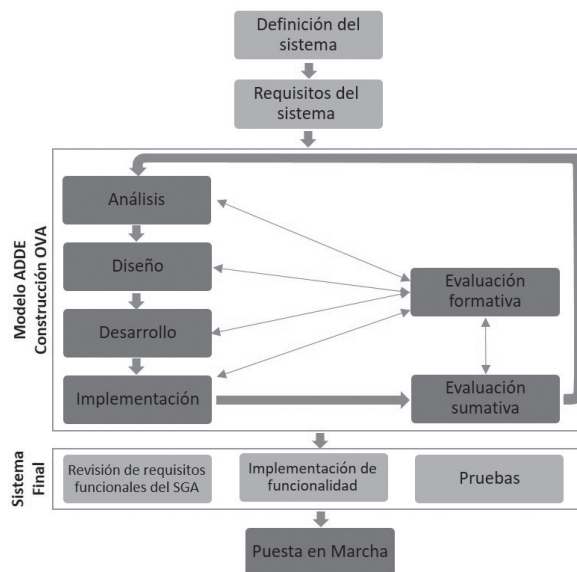 Definición del
sistema
Requisitos del
sistema
Modelo ADDE
Construcción OVA
Análisis
Diseño
Desarrollo
Implementación
Evaluación
formativa
Evaluación
sumativa
Sistema
Final
Revisión de requisitos
funcionales del SGA
Implementación de
funcionalidad
Pruebas
Puesta en Marcha